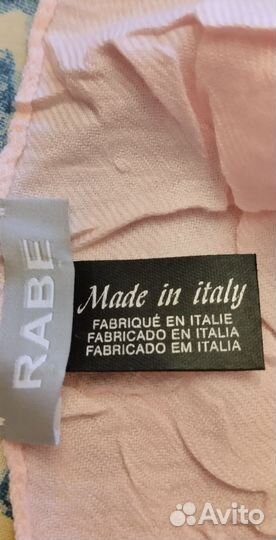 RABE
Made in italy
FABRIQUÉ EN ITALIE
FABRICADO EN ITALIA
FABRICADO EM ITALIA
Avito